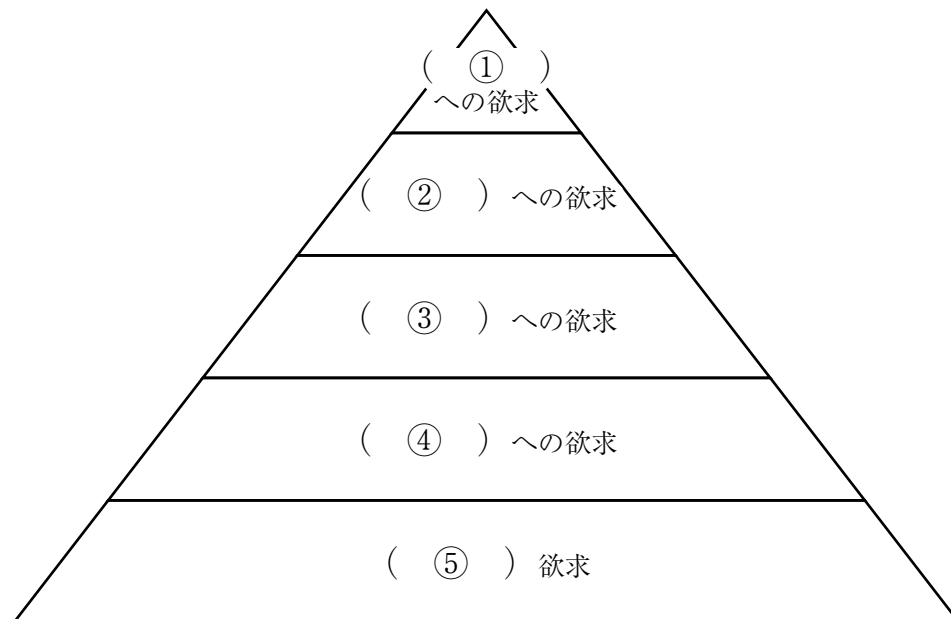 ( ① )
への欲求
( ② ) への欲求
( ③ ) への欲求
( ④ ) への欲求
( ⑤ ) 欲求